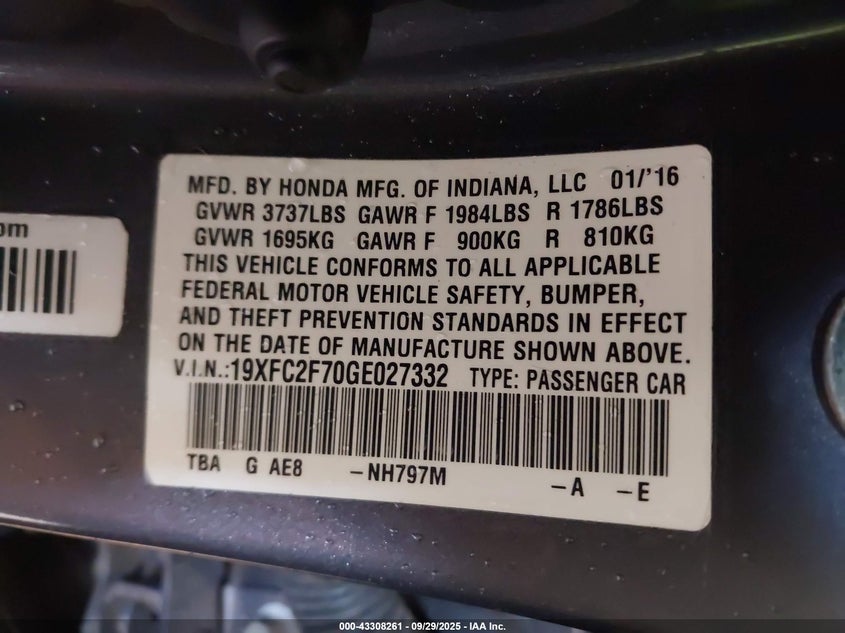 om
MFD. BY HONDA MFG. OF INDIANA, LLC 01/'16
GVWR 3737LBS GAWR F 1984LBS R 1786LBS
GVWR 1695KG GAWR F 900KG R 810KG
THIS VEHICLE CONFORMS TO ALL APPLICABLE
FEDERAL MOTOR VEHICLE SAFETY, BUMPER,
AND THEFT PREVENTION STANDARDS IN EFFECT
ON THE DATE OF MANUFACTURE SHOWN ABOVE.
V.I.N.:19XFC2F70GE027332 TYPE: PASSENGER CAR
TBA G AE8 –NH797M –A –E
000-43308261 - 09/29/2025 - IAA Inc.